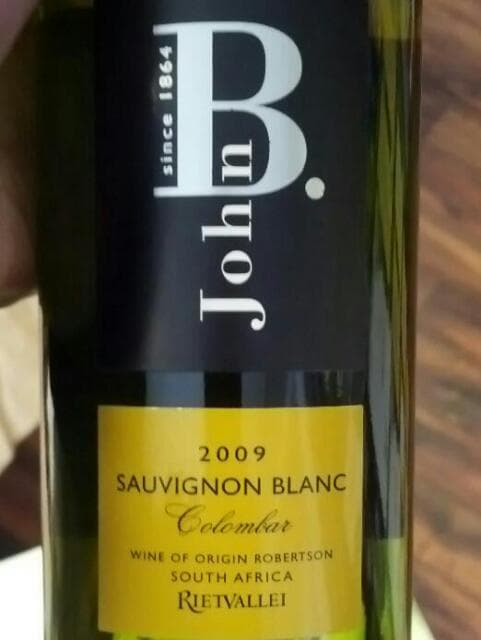 since 1864
John B.
2009
SAUVIGNON BLANC
Colombar
WINE OF ORIGIN ROBERTSON
SOUTH AFRICA
RIETVALLEI